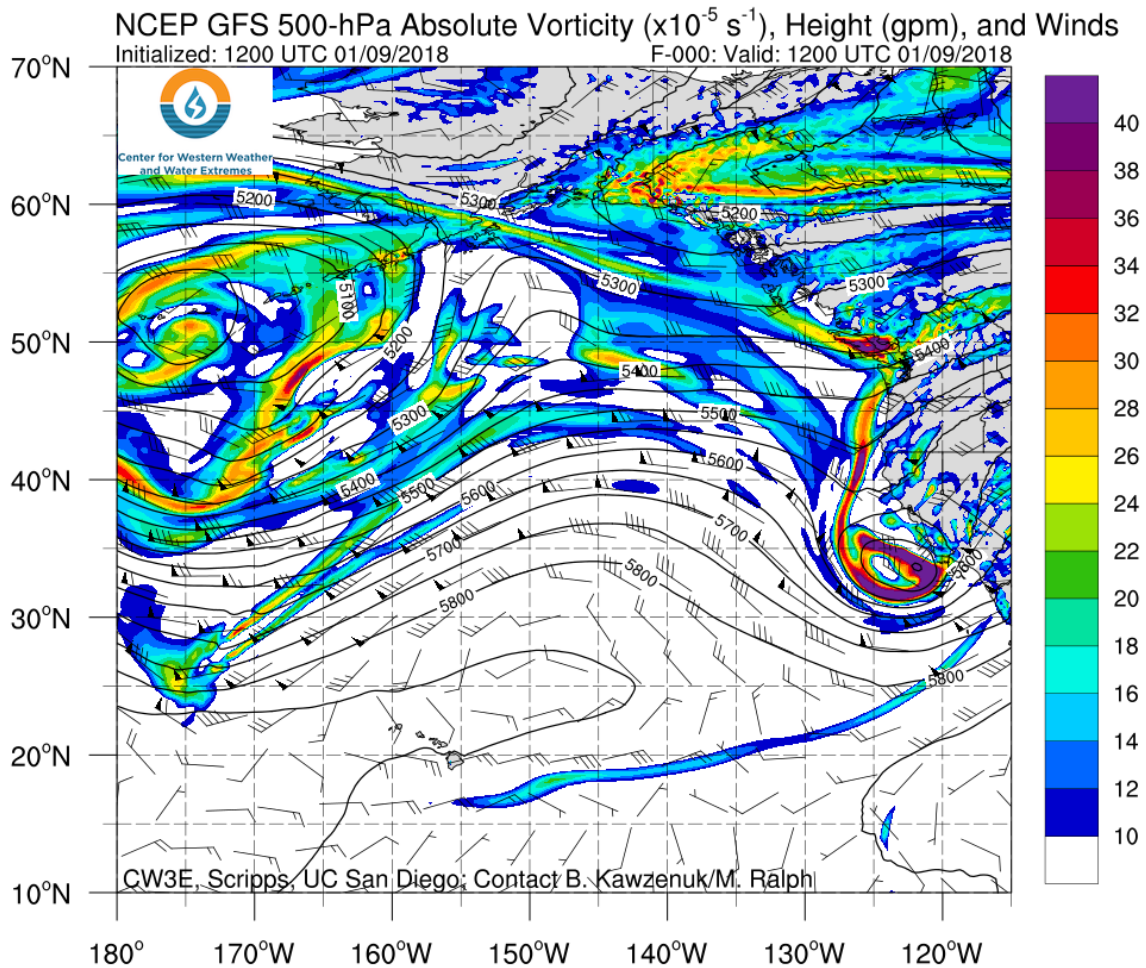 NCEP GFS 500-hPa Absolute Vorticity (x10⁻⁵ s⁻¹), Height (gpm), and Winds
Initialized: 1200 UTC 01/09/2018 F-000: Valid: 1200 UTC 01/09/2018
Center for Western Weather
and Water Extremes
70°N
60°N
50°N
40°N
30°N
20°N
10°N
5200
5300
5200
5100
5300
5300
5200
5400
5400
5300
5500
5400
5500
5600
5600
5700
5700
5800
5800
5800
5800
40
38
36
34
32
30
28
26
24
22
20
18
16
14
12
10
CW3E, Scripps, UC San Diego; Contact B. Kawzenuk/M. Ralph
180° 170°W 160°W 150°W 140°W 130°W 120°W